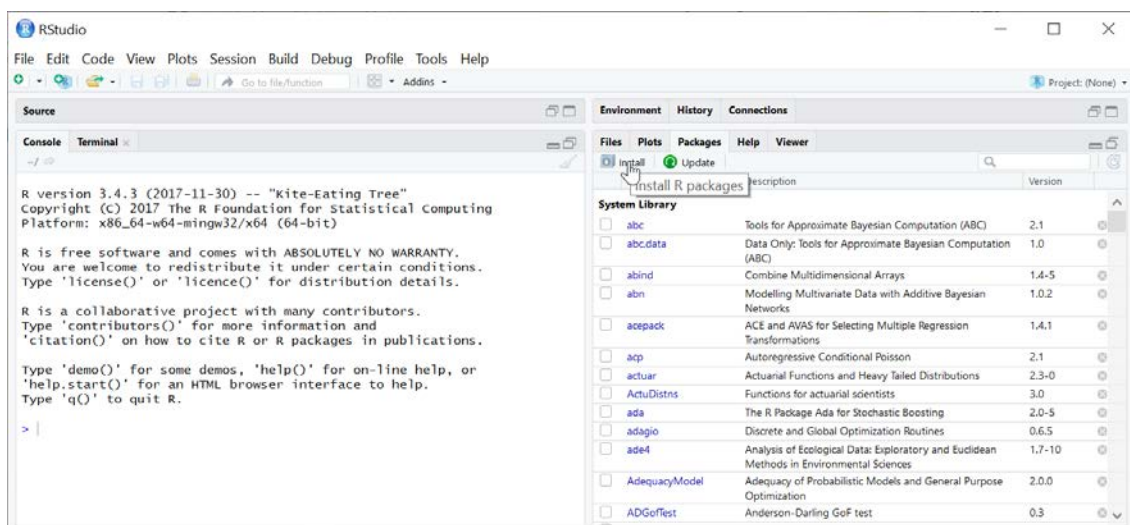 RStudio
File Edit Code View Plots Session Build Debug Profile Tools Help
Go to file/function Addins Project: (None)
Source
Console Terminal
~/
R version 3.4.3 (2017-11-30) -- "Kite-Eating Tree"
Copyright (C) 2017 The R Foundation for Statistical Computing
Platform: x86_64-w64-mingw32/x64 (64-bit)
R is free software and comes with ABSOLUTELY NO WARRANTY.
You are welcome to redistribute it under certain conditions.
Type 'license()' or 'licence()' for distribution details.
R is a collaborative project with many contributors.
Type 'contributors()' for more information and
'citation()' on how to cite R or R packages in publications.
Type 'demo()' for some demos, 'help()' for on-line help, or
'help.start()' for an HTML browser interface to help.
Type 'q()' to quit R.
>
Environment History Connections
Files Plots Packages Help Viewer
Install Update
Install R packages
Version
System Library
abc Tools for Approximate Bayesian Computation (ABC) 2.1
abc.data Data Only: Tools for Approximate Bayesian Computation 1.0
(ABC)
abind Combine Multidimensional Arrays 1.4-5
abn Modelling Multivariate Data with Additive Bayesian 1.0.2
Networks
acepack ACE and AVAS for Selecting Multiple Regression 1.4.1
Transformations
acp Autoregressive Conditional Poisson 2.1
actuar Actuarial Functions and Heavy Tailed Distributions 2.3-0
ActuDistns Functions for actuarial scientists 3.0
ada The R Package Ada for Stochastic Boosting 2.0-5
adagio Discrete and Global Optimization Routines 0.6.5
ade4 Analysis of Ecological Data: Exploratory and Euclidean 1.7-10
Methods in Environmental Sciences
AdequacyModel Adequacy of Probabilistic Models and General Purpose 2.0.0
Optimization
ADGofTest Anderson-Darling GoF test 0.3